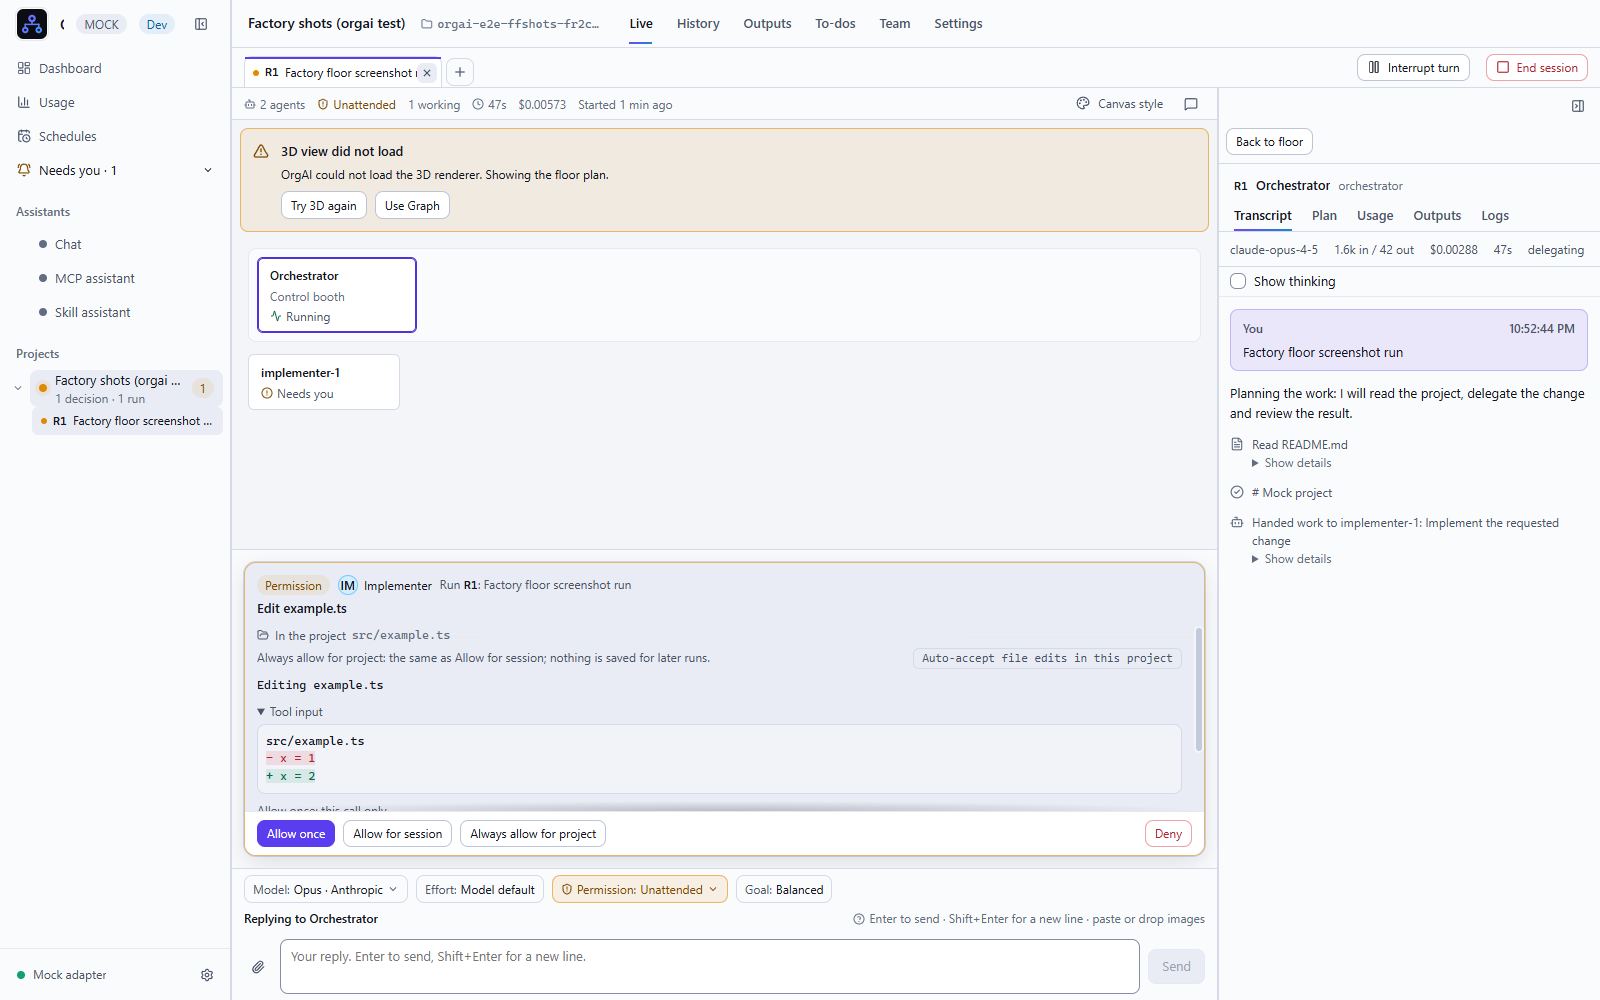 MOCK
Dev
Dashboard
Usage
Schedules
Needs you · 1
Assistants
Chat
MCP assistant
Skill assistant
Projects
Factory shots (orgai ...
1 decision · 1 run
1
R1 Factory floor screenshot ...
Mock adapter
Factory shots (orgai test)
orgai-e2e-ffshots-fr2c…
Live
History
Outputs
To-dos
Team
Settings
R1 Factory floor screenshot
Interrupt turn
End session
2 agents
Unattended
1 working
47s
$0.00573
Started 1 min ago
Canvas style
3D view did not load
OrgAI could not load the 3D renderer. Showing the floor plan.
Try 3D again
Use Graph
Orchestrator
Control booth
Running
implementer-1
Needs you
Permission
IM
Implementer
Run R1: Factory floor screenshot run
Edit example.ts
In the project src/example.ts
Always allow for project: the same as Allow for session; nothing is saved for later runs.
Auto-accept file edits in this project
Editing example.ts
Tool input
src/example.ts
- x = 1
+ x = 2
Allow once: this call only
Allow once
Allow for session
Always allow for project
Deny
Model: Opus · Anthropic
Effort: Model default
Permission: Unattended
Goal: Balanced
Replying to Orchestrator
Enter to send · Shift+Enter for a new line · paste or drop images
Your reply. Enter to send, Shift+Enter for a new line.
Send
Back to floor
R1 Orchestrator orchestrator
Transcript
Plan
Usage
Outputs
Logs
claude-opus-4-5
1.6k in / 42 out
$0.00288
47s
delegating
Show thinking
You
10:52:44 PM
Factory floor screenshot run
Planning the work: I will read the project, delegate the change
and review the result.
Read README.md
Show details
# Mock project
Handed work to implementer-1: Implement the requested
change
Show details